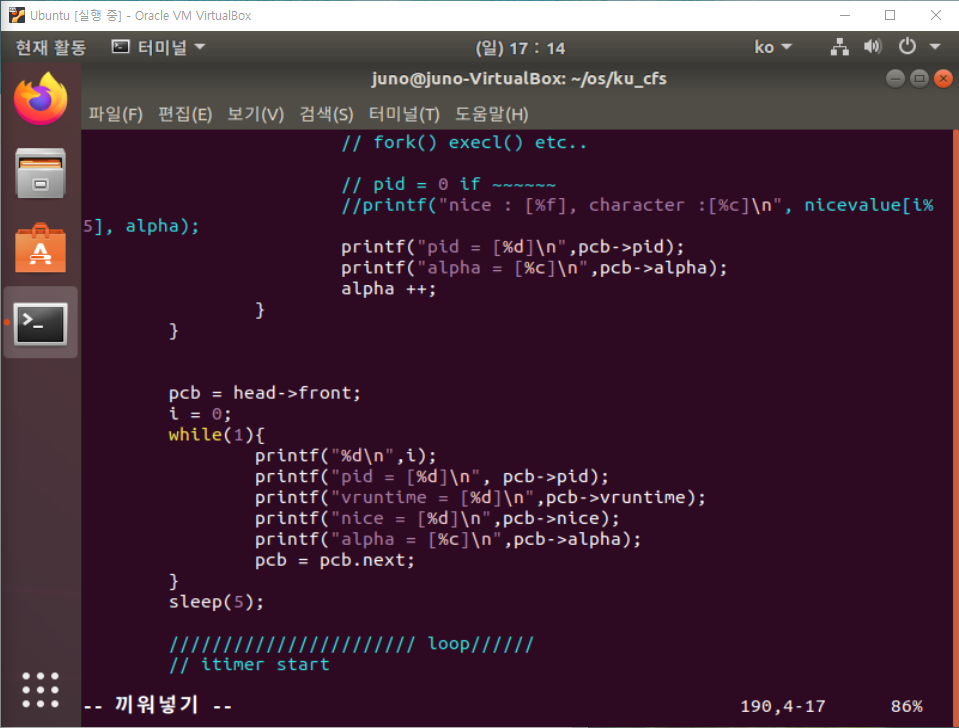 Ubuntu [실행 중] - Oracle VM VirtualBox
현재 활동 터미널 (일) 17 : 14 ko
juno@juno-VirtualBox: ~/os/ku_cfs
파일(F) 편집(E) 보기(V) 검색(S) 터미널(T) 도움말(H)
// fork() execl() etc..
// pid = 0 if ~~~~~~
//printf("nice : [%f], character :[%c]\n", nicevalue[i%
5], alpha);
printf("pid = [%d]\n",pcb->pid);
printf("alpha = [%c]\n",pcb->alpha);
alpha ++;
}
}
pcb = head->front;
i = 0;
while(1){
printf("%d\n",i);
printf("pid = [%d]\n", pcb->pid);
printf("vruntime = [%d]\n",pcb->vruntime);
printf("nice = [%d]\n",pcb->nice);
printf("alpha = [%c]\n",pcb->alpha);
pcb = pcb.next;
}
sleep(5);
/////////////////////// loop//////
// itimer start
-- 끼워넣기 -- 190,4-17 86%